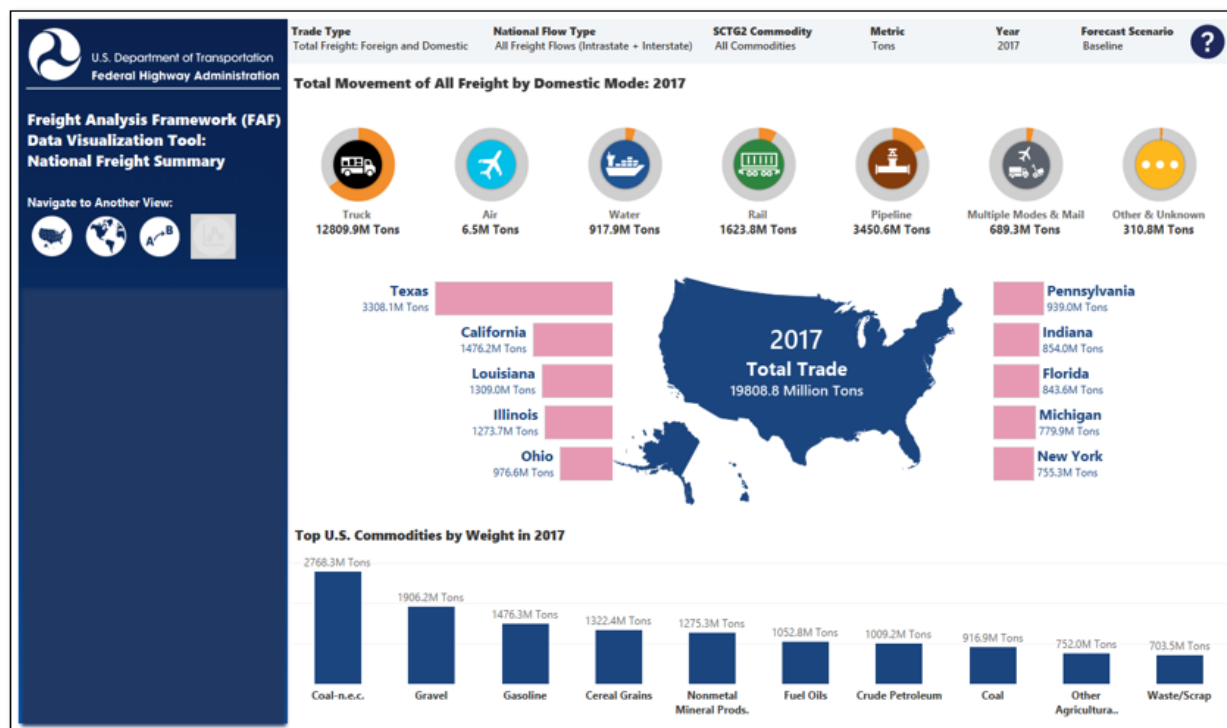 U.S. Department of Transportation
Federal Highway Administration
Freight Analysis Framework (FAF)
Data Visualization Tool:
National Freight Summary
Navigate to Another View:
A B
Trade Type
Total Freight: Foreign and Domestic
National Flow Type
All Freight Flows (Intrastate + Interstate)
SCTG2 Commodity
All Commodities
Metric
Tons
Year
2017
Forecast Scenario
Baseline
?
Total Movement of All Freight by Domestic Mode: 2017
Truck
12809.9M Tons
Air
6.5M Tons
Water
917.9M Tons
Rail
1623.8M Tons
Pipeline
3450.6M Tons
Multiple Modes & Mail
689.3M Tons
Other & Unknown
310.8M Tons
Texas
3308.1M Tons
California
1476.2M Tons
Louisiana
1309.0M Tons
Illinois
1273.7M Tons
Ohio
976.6M Tons
2017
Total Trade
19808.8 Million Tons
Pennsylvania
939.0M Tons
Indiana
854.0M Tons
Florida
843.6M Tons
Michigan
779.9M Tons
New York
755.3M Tons
Top U.S. Commodities by Weight in 2017
2768.3M Tons
1906.2M Tons
1476.3M Tons
1322.4M Tons
1275.3M Tons
1052.8M Tons
1009.2M Tons
916.9M Tons
752.0M Tons
703.5M Tons
Coal-n.e.c.
Gravel
Gasoline
Cereal Grains
Nonmetal
Mineral Prods.
Fuel Oils
Crude Petroleum
Coal
Other
Agricultura..
Waste/Scrap